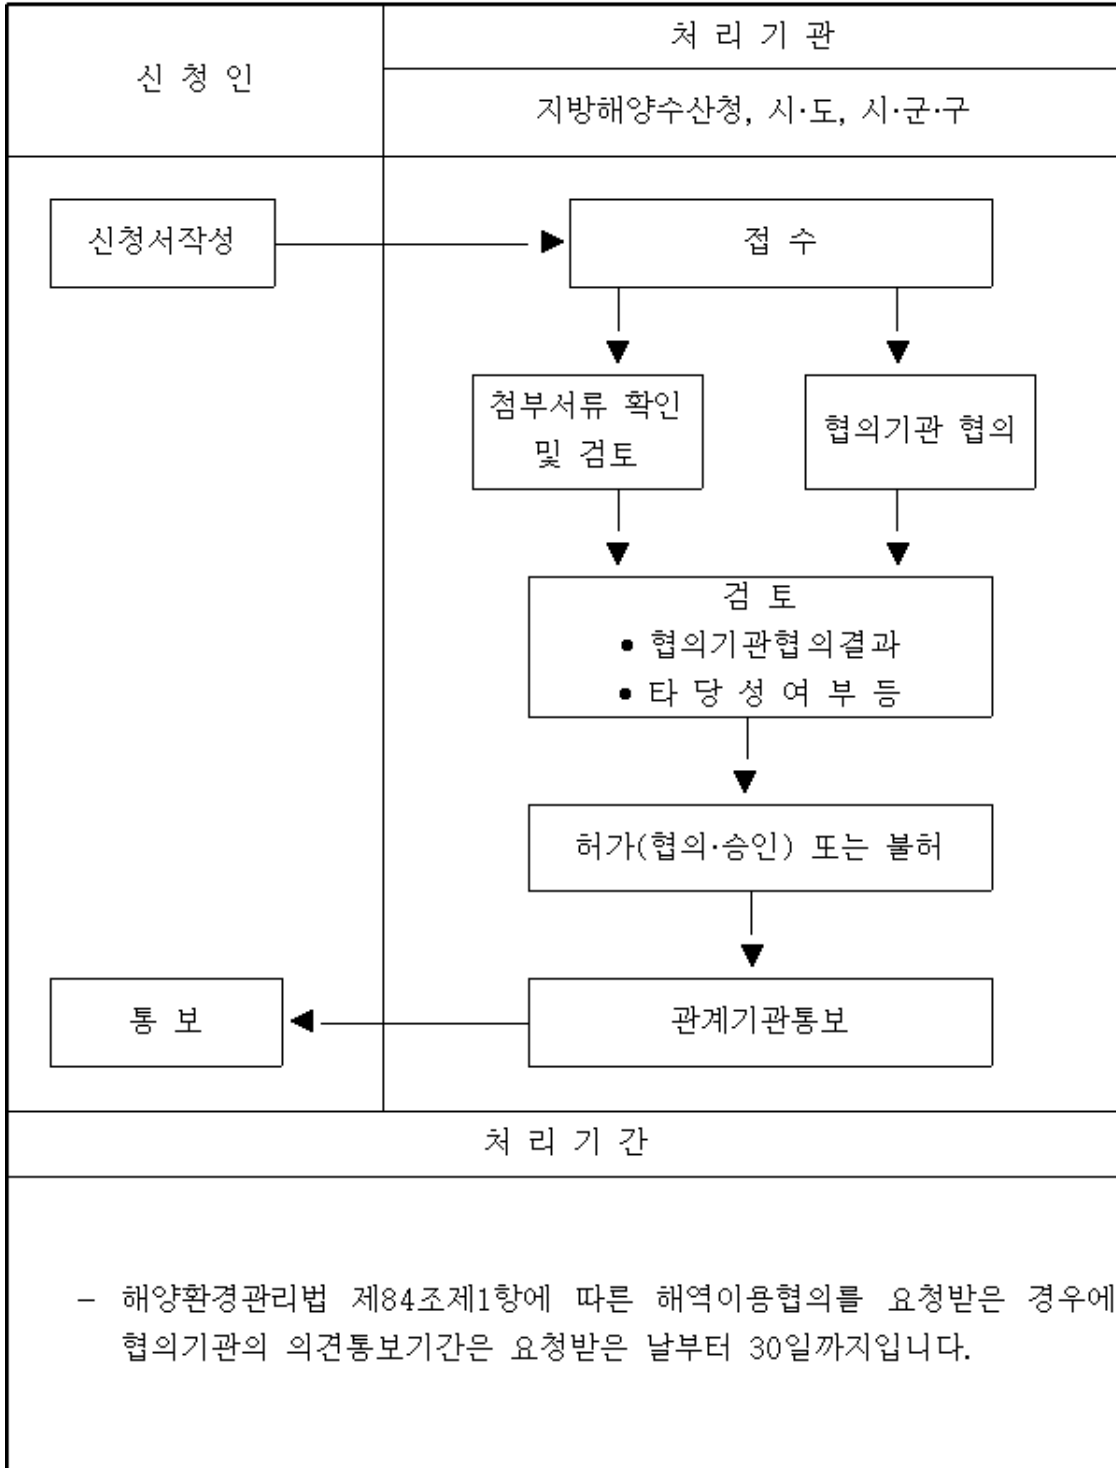 신 청 인
처 리 기 관
지방해양수산청, 시·도, 시·군·구
신청서작성
접 수
첨부서류 확인
및 검토
협의기관 협의
검 토
• 협의기관협의결과
• 타 당 성 여 부 등
허가(협의·승인) 또는 불허
통 보
관계기관통보
처 리 기 간
- 해양환경관리법 제84조제1항에 따른 해역이용협의를 요청받은 경우에
협의기관의 의견통보기간은 요청받은 날부터 30일까지입니다.